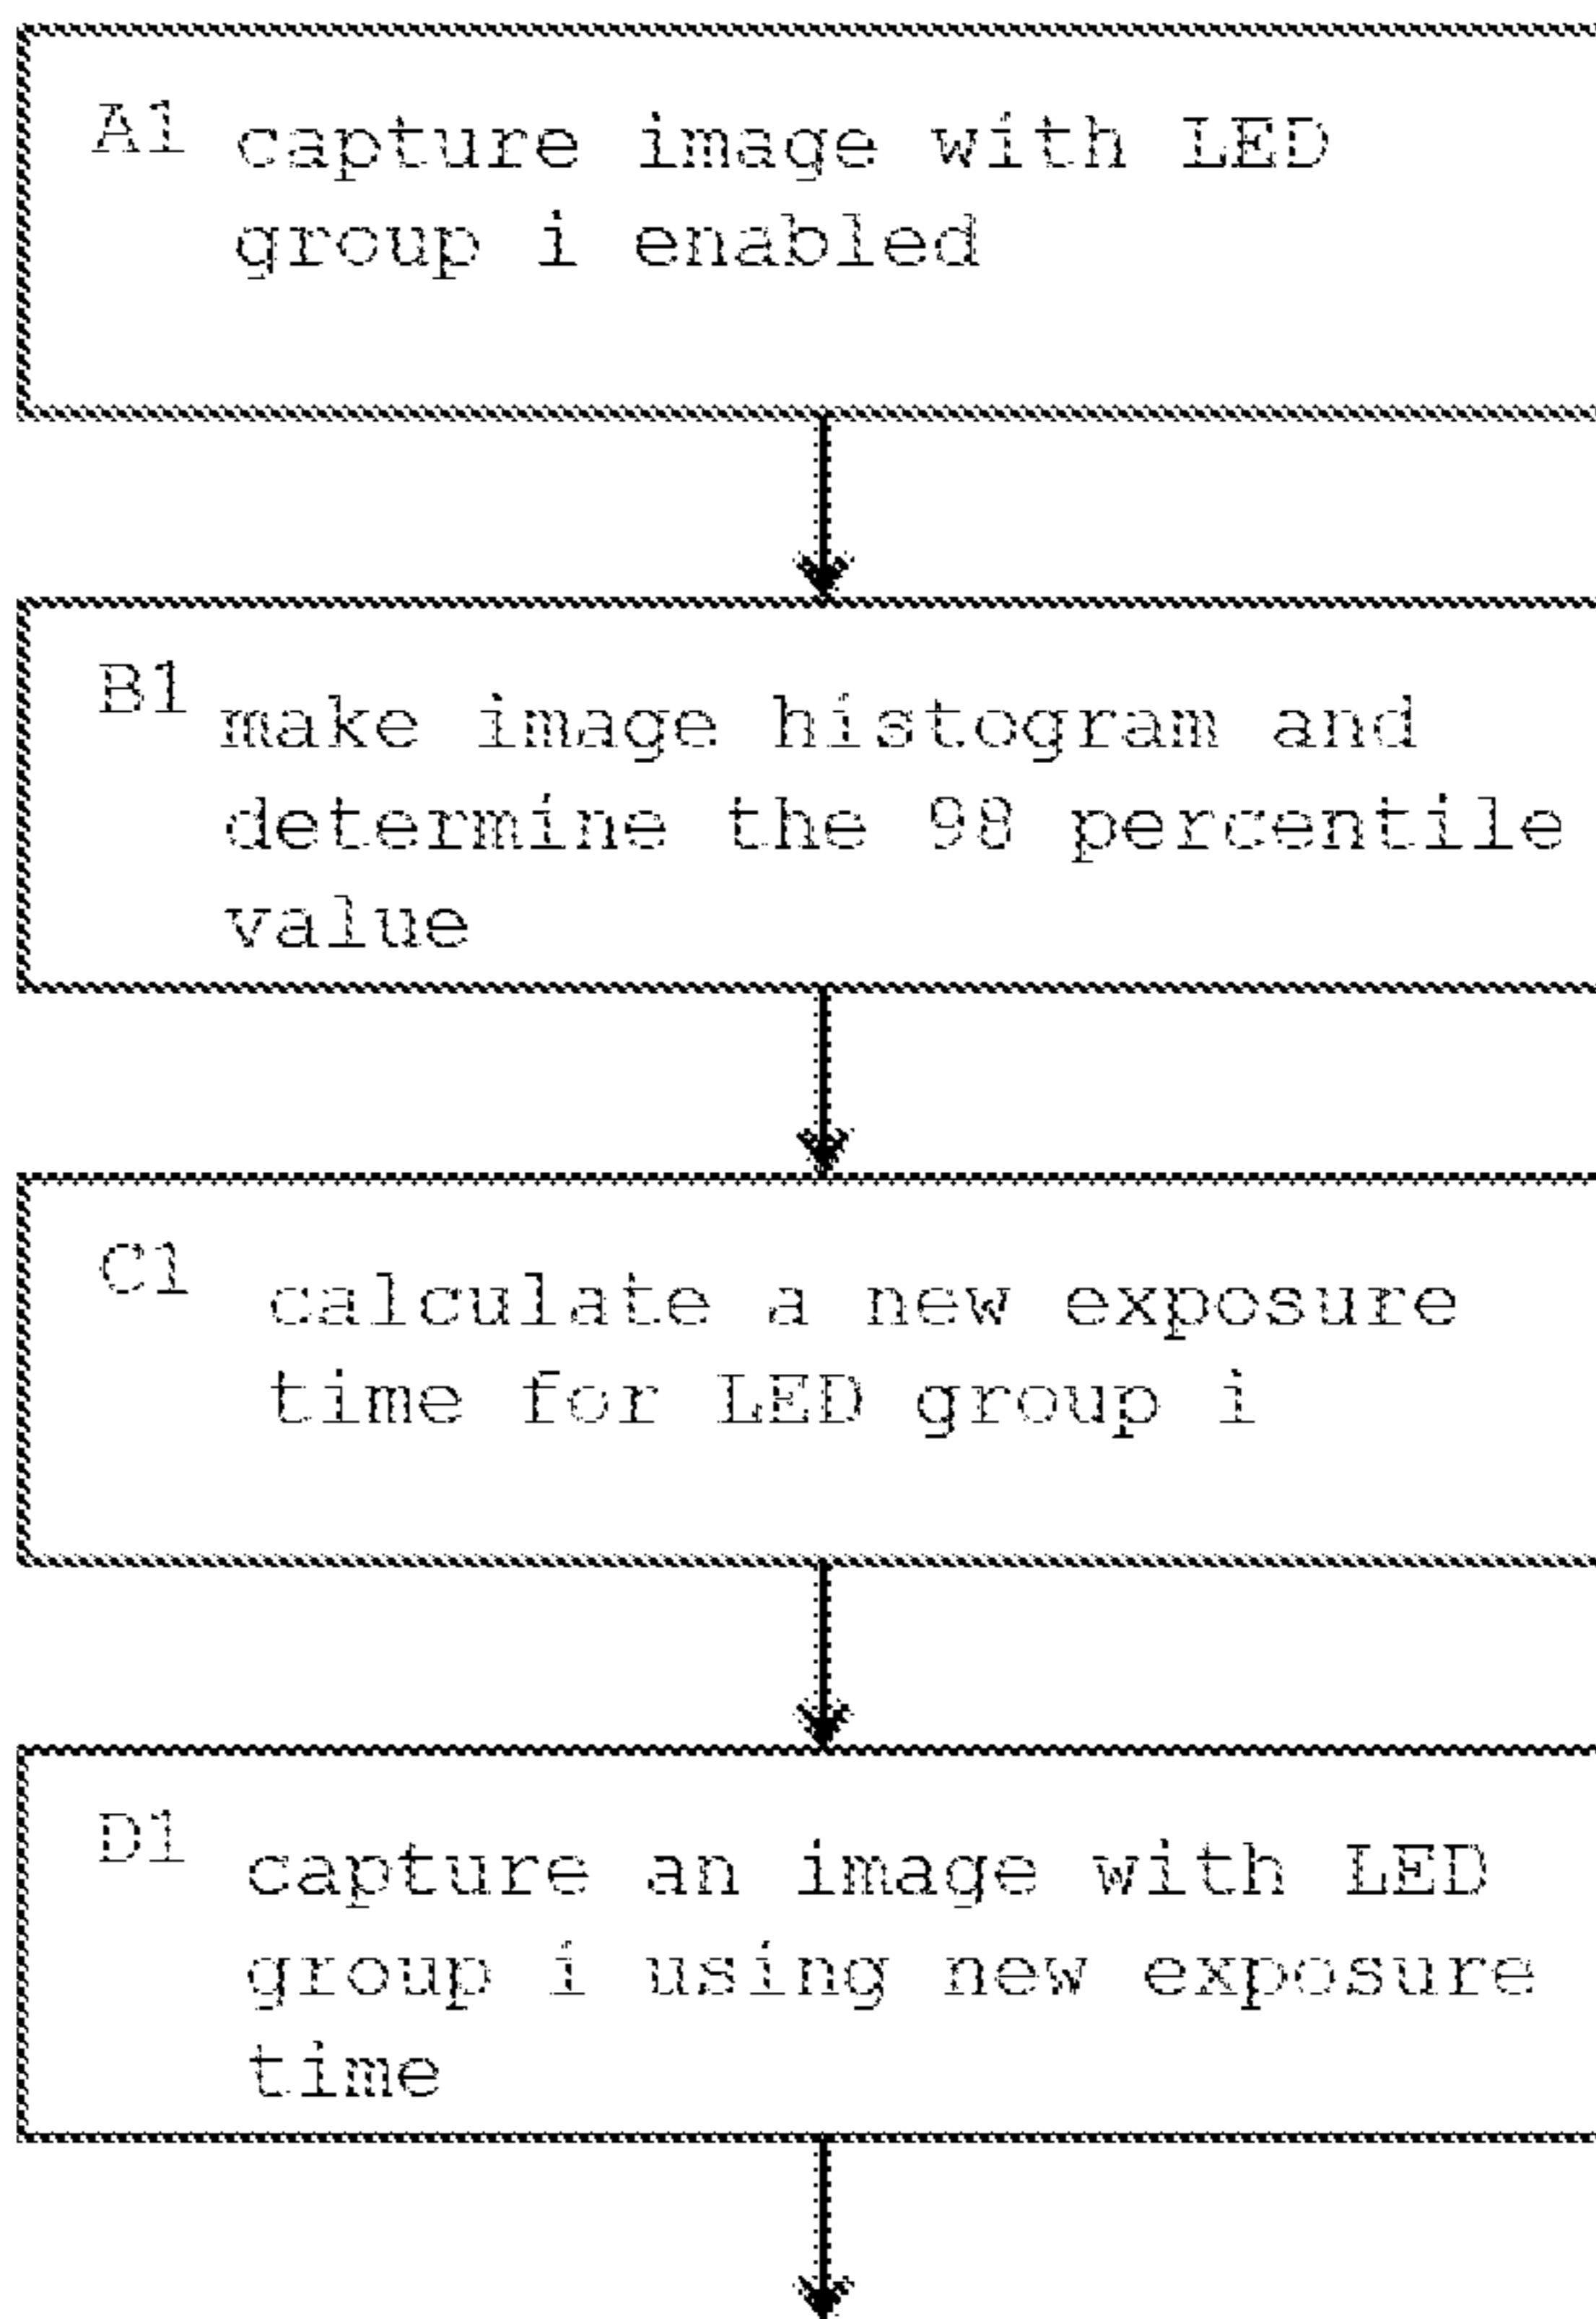 A1 capture image with LED
group i enabled
B1 make image histogram and
determine the 98 percentile
value
C1 calculate a new exposure
time for LED group i
D1 capture an image with LED
group i using new exposure
time